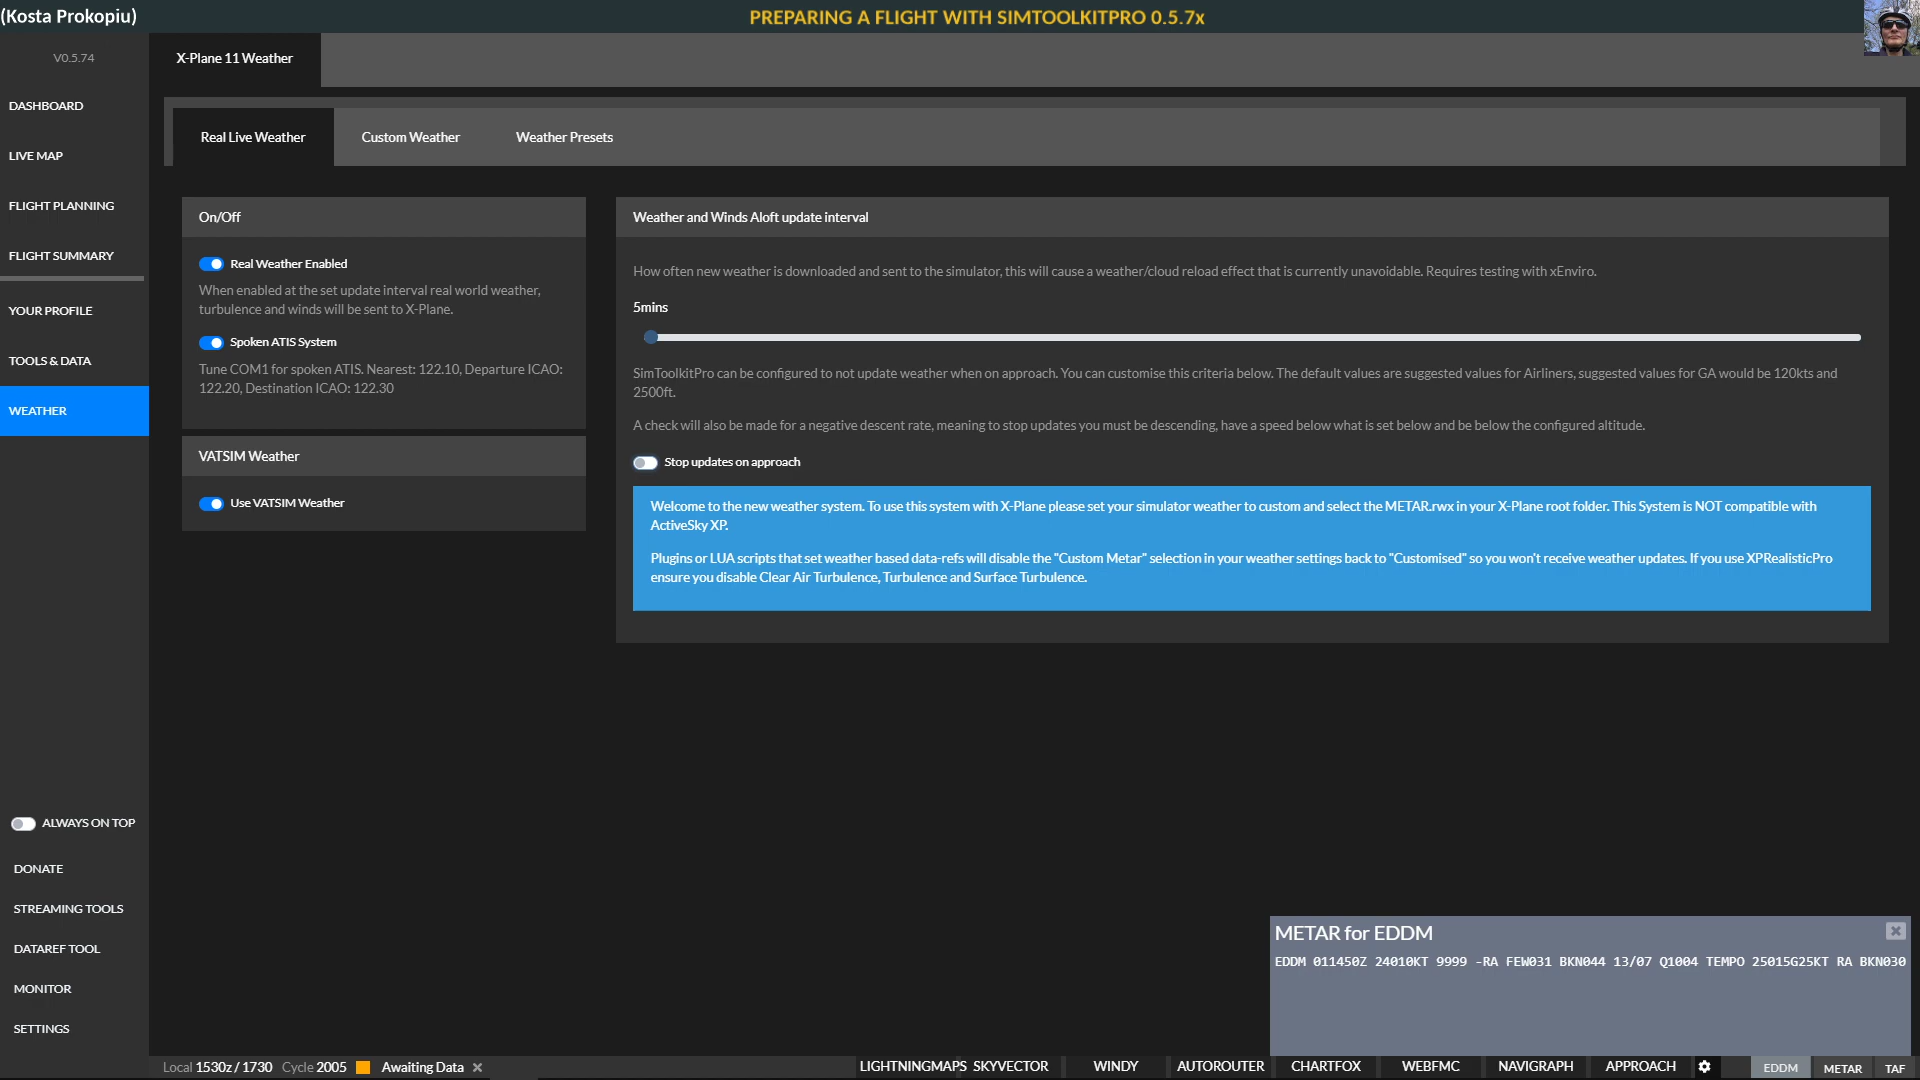 (Kosta Prokopiu)
PREPARING A FLIGHT WITH SIMTOOLKITPRO 0.5.7x
V0.5.74
X-Plane 11 Weather
DASHBOARD
LIVE MAP
FLIGHT PLANNING
FLIGHT SUMMARY
YOUR PROFILE
TOOLS & DATA
WEATHER
Real Live Weather
Custom Weather
Weather Presets
On/Off
Real Weather Enabled
When enabled at the set update interval real world weather,
turbulence and winds will be sent to X-Plane.
Spoken ATIS System
Tune COM1 for spoken ATIS. Nearest: 122.10, Departure ICAO:
122.20, Destination ICAO: 122.30
VATSIM Weather
Use VATSIM Weather
Weather and Winds Aloft update interval
How often new weather is downloaded and sent to the simulator, this will cause a weather/cloud reload effect that is currently unavoidable. Requires testing with xEnviro.
5mins
SimToolkitPro can be configured to not update weather when on approach. You can customise this criteria below. The default values are suggested values for Airliners, suggested values for GA would be 120kts and
2500ft.
A check will also be made for a negative descent rate, meaning to stop updates you must be descending, have a speed below what is set below and be below the configured altitude.
Stop updates on approach
Welcome to the new weather system. To use this system with X-Plane please set your simulator weather to custom and select the METAR.rwx in your X-Plane root folder. This System is NOT compatible with
ActiveSky XP.
Plugins or LUA scripts that set weather based data-refs will disable the "Custom Metar" selection in your weather settings back to "Customised" so you won't receive weather updates. If you use XPRealisticPro
ensure you disable Clear Air Turbulence, Turbulence and Surface Turbulence.
ALWAYS ON TOP
DONATE
STREAMING TOOLS
DATAREF TOOL
MONITOR
SETTINGS
METAR for EDDM
EDDM 011450Z 24010KT 9999 -RA FEW031 BKN044 13/07 Q1004 TEMPO 25015G25KT RA BKN030
Local 1530z / 1730 Cycle 2005 Awaiting Data
LIGHTNINGMAPS SKYVECTOR WINDY AUTOROUTER CHARTFOX WEBFMC NAVIGRAPH APPROACH EDDM METAR TAF